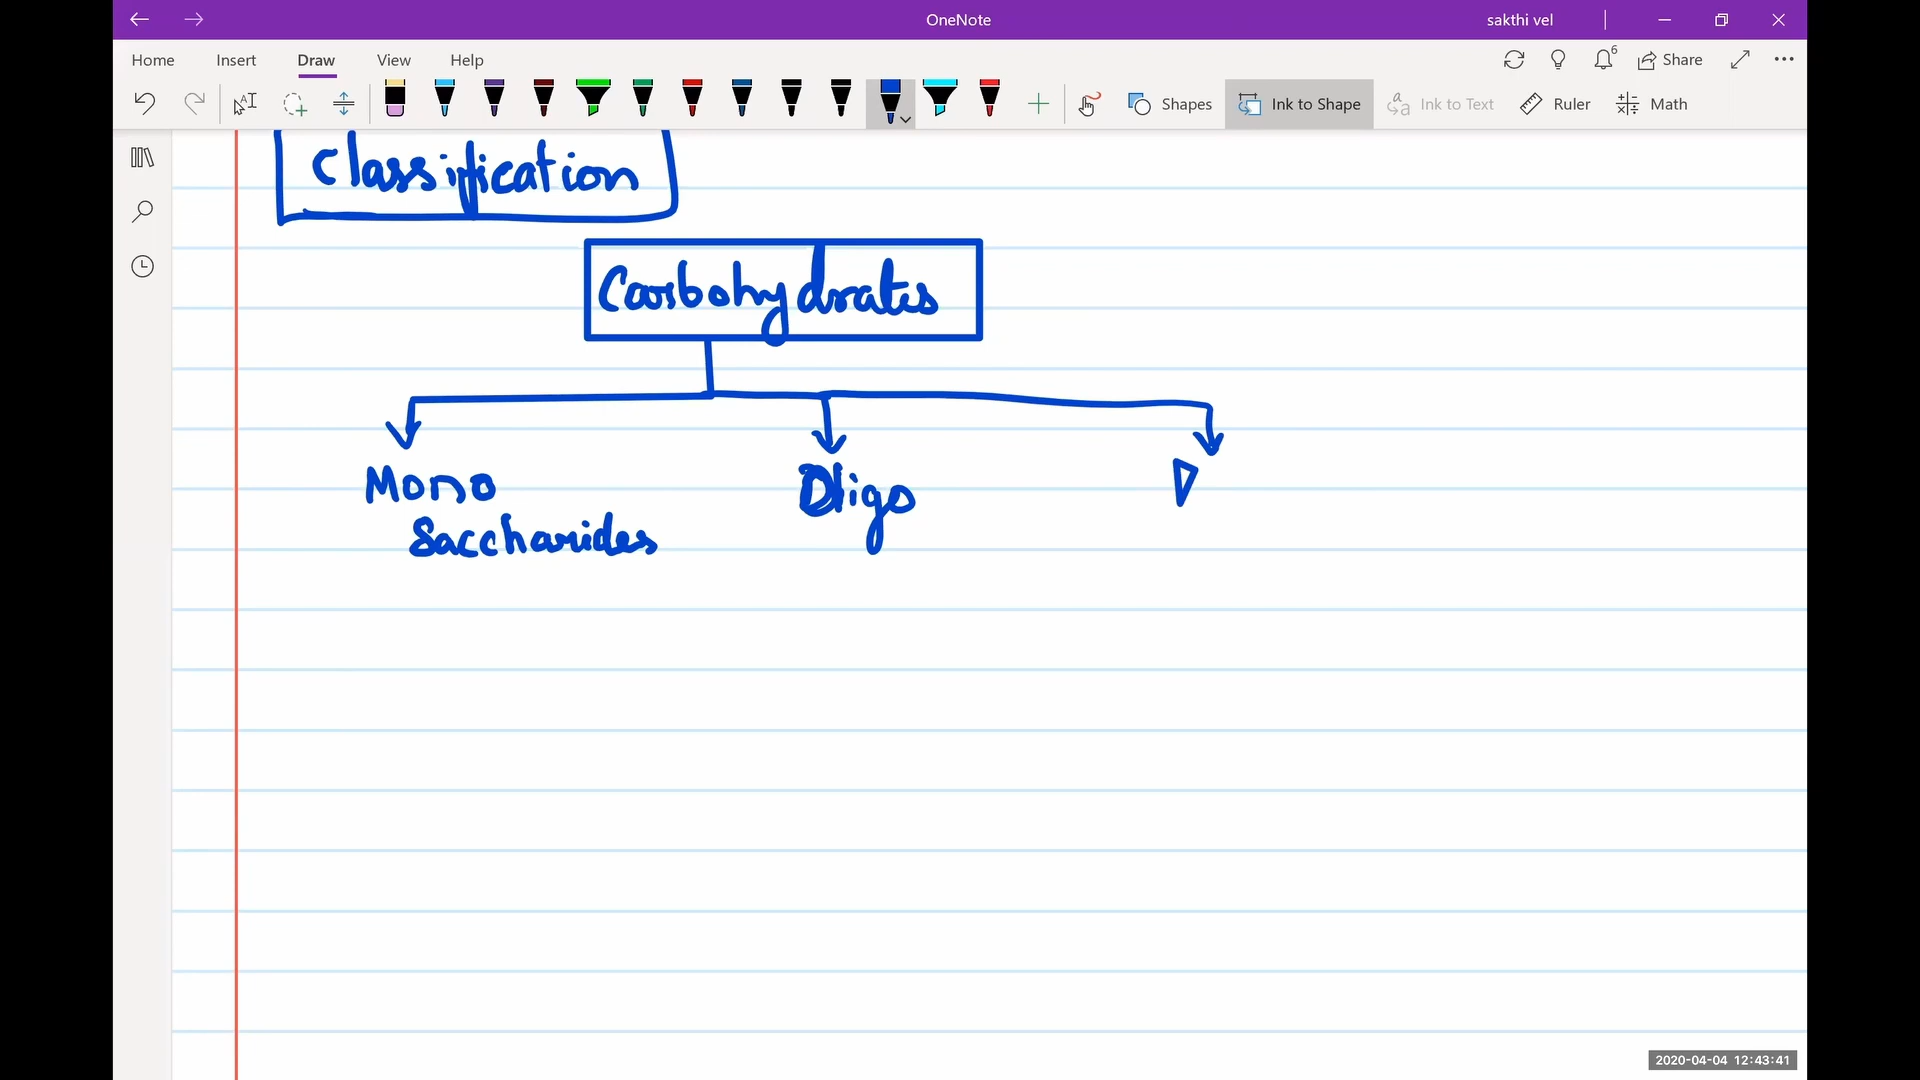 OneNote
sakthi vel
Home Insert Draw View Help
6 Share
Shapes Ink to Shape Ink to Text Ruler Math
Classification
Carbohydrates
Mono Oligo
Saccharides
2020-04-04 12:43:41